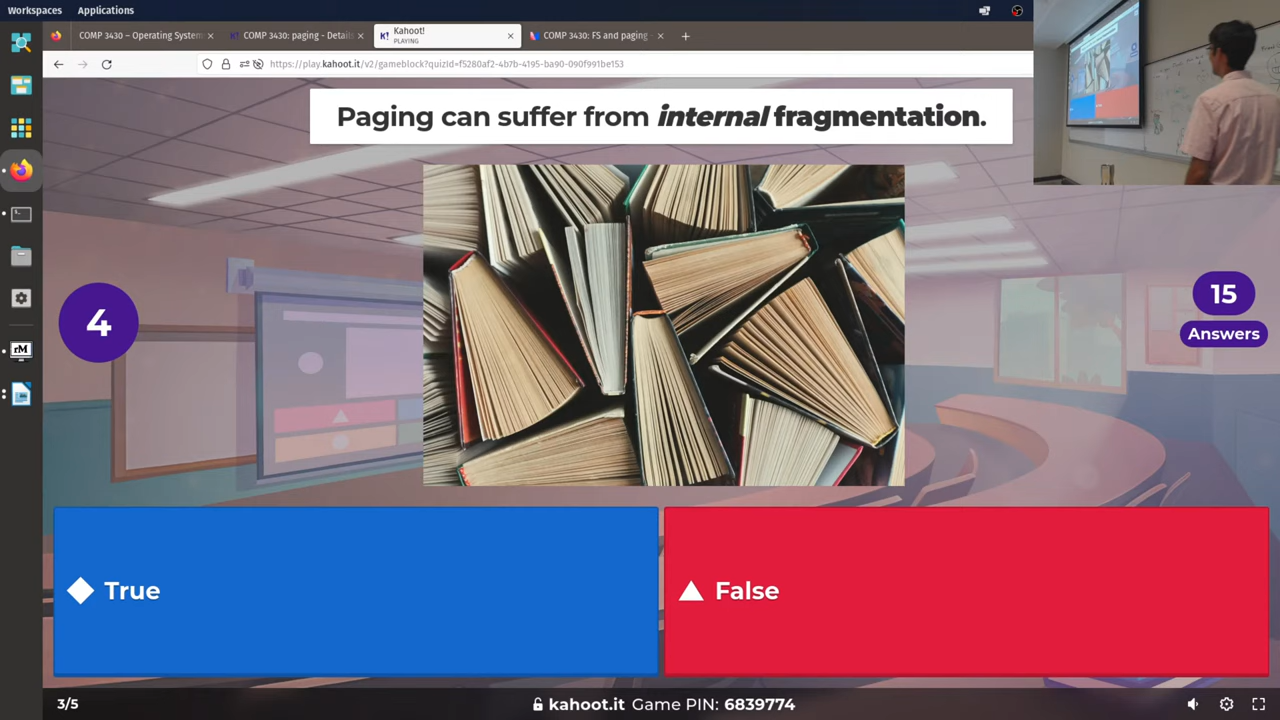 Workspaces Applications
COMP 3430 – Operating System
COMP 3430: paging - Details
Kahoot!
PLAYING
COMP 3430: FS and paging
https://play.kahoot.it/v2/gameblock?quizId=f5280af2-4b7b-4195-ba90-090f991be153
Paging can suffer from internal fragmentation.
4
15
Answers
True
False
rM
3/5
kahoot.it Game PIN: 6839774